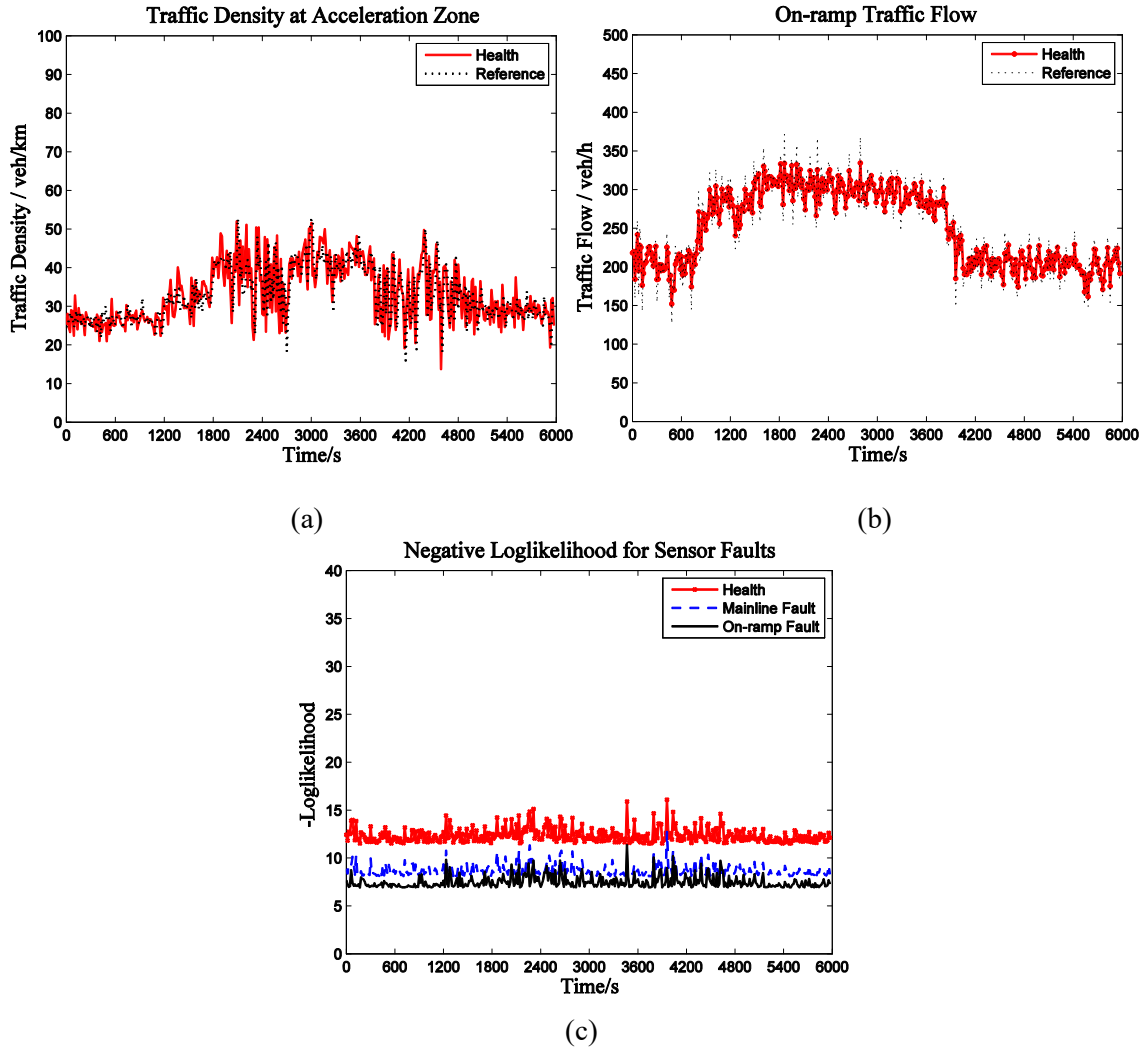 Traffic Density at Acceleration Zone
100
90
80
70
60
50
40
30
20
10
0
Traffic Density / veh/km
Health
Reference
0 600 1200 1800 2400 3000 3600 4200 4800 5400 6000
Time/s
(a)
On-ramp Traffic Flow
500
450
400
350
300
250
200
150
100
50
0
Traffic Flow / veh/h
Health
Reference
0 600 1200 1800 2400 3000 3600 4200 4800 5400 6000
Time/s
(b)
Negative Loglikelihood for Sensor Faults
40
35
30
25
20
15
10
5
0
-Loglikelihood
Health
Mainline Fault
On-ramp Fault
0 600 1200 1800 2400 3000 3600 4200 4800 5400 6000
Time/s
(c)